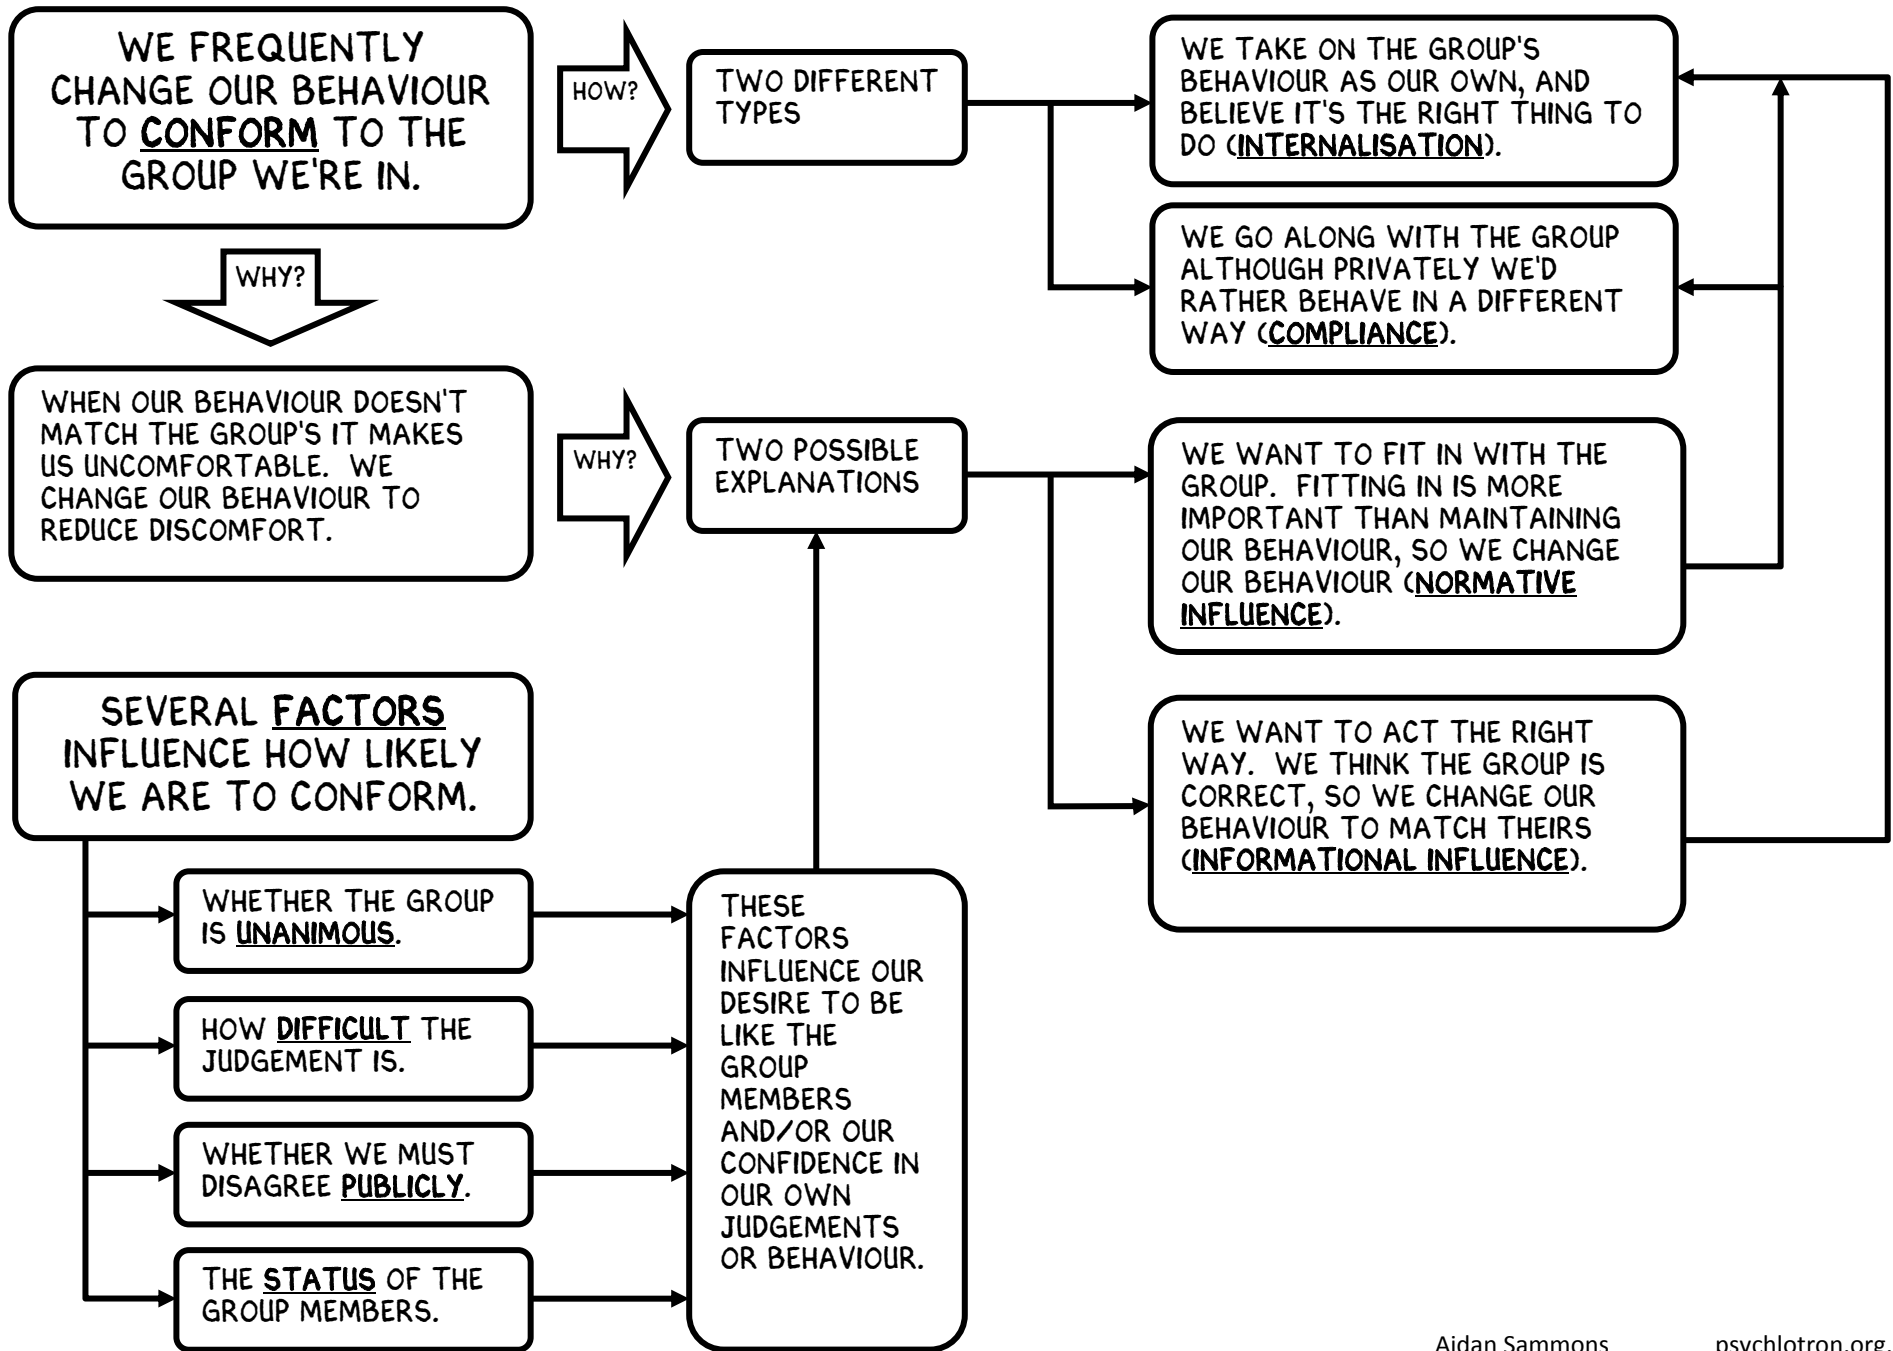 WE FREQUENTLY
CHANGE OUR BEHAVIOUR
TO CONFORM TO THE
GROUP WE'RE IN.
HOW?
TWO DIFFERENT
TYPES
WE TAKE ON THE GROUP'S
BEHAVIOUR AS OUR OWN, AND
BELIEVE IT'S THE RIGHT THING TO
DO (INTERNALISATION).
WE GO ALONG WITH THE GROUP
ALTHOUGH PRIVATELY WE'D
RATHER BEHAVE IN A DIFFERENT
WAY (COMPLIANCE).
WHY?
WHEN OUR BEHAVIOUR DOESN'T
MATCH THE GROUP'S IT MAKES
US UNCOMFORTABLE. WE
CHANGE OUR BEHAVIOUR TO
REDUCE DISCOMFORT.
WHY?
TWO POSSIBLE
EXPLANATIONS
WE WANT TO FIT IN WITH THE
GROUP. FITTING IN IS MORE
IMPORTANT THAN MAINTAINING
OUR BEHAVIOUR, SO WE CHANGE
OUR BEHAVIOUR (NORMATIVE
INFLUENCE).
WE WANT TO ACT THE RIGHT
WAY. WE THINK THE GROUP IS
CORRECT, SO WE CHANGE OUR
BEHAVIOUR TO MATCH THEIRS
(INFORMATIONAL INFLUENCE).
SEVERAL FACTORS
INFLUENCE HOW LIKELY
WE ARE TO CONFORM.
WHETHER THE GROUP
IS UNANIMOUS.
HOW DIFFICULT THE
JUDGEMENT IS.
WHETHER WE MUST
DISAGREE PUBLICLY.
THE STATUS OF THE
GROUP MEMBERS.
THESE
FACTORS
INFLUENCE OUR
DESIRE TO BE
LIKE THE
GROUP
MEMBERS
AND/OR OUR
CONFIDENCE IN
OUR OWN
JUDGEMENTS
OR BEHAVIOUR.
Aidan Sammons psychlotron.org.